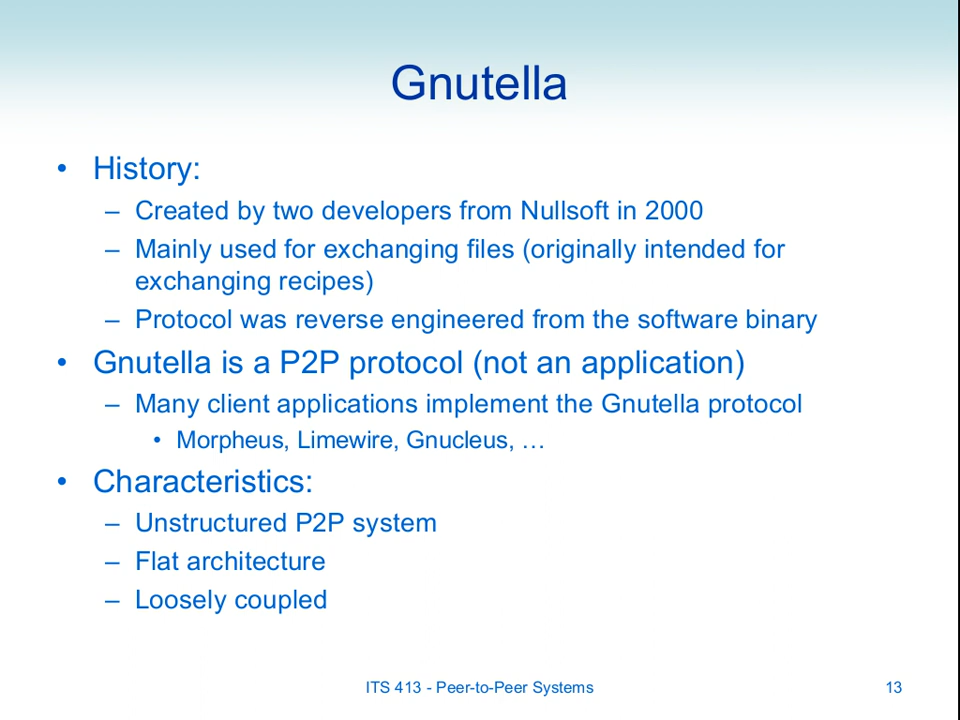 Gnutella
• History:
– Created by two developers from Nullsoft in 2000
– Mainly used for exchanging files (originally intended for
exchanging recipes)
– Protocol was reverse engineered from the software binary
• Gnutella is a P2P protocol (not an application)
– Many client applications implement the Gnutella protocol
• Morpheus, Limewire, Gnucleus, …
• Characteristics:
– Unstructured P2P system
– Flat architecture
– Loosely coupled
ITS 413 - Peer-to-Peer Systems 13